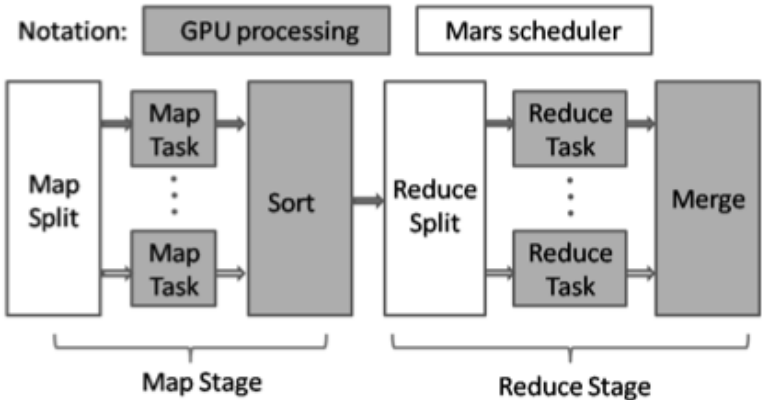 Notation: GPU processing Mars scheduler
Map
Split
Map
Task
Map
Task
Sort
Reduce
Split
Reduce
Task
Reduce
Task
Merge
Map Stage
Reduce Stage